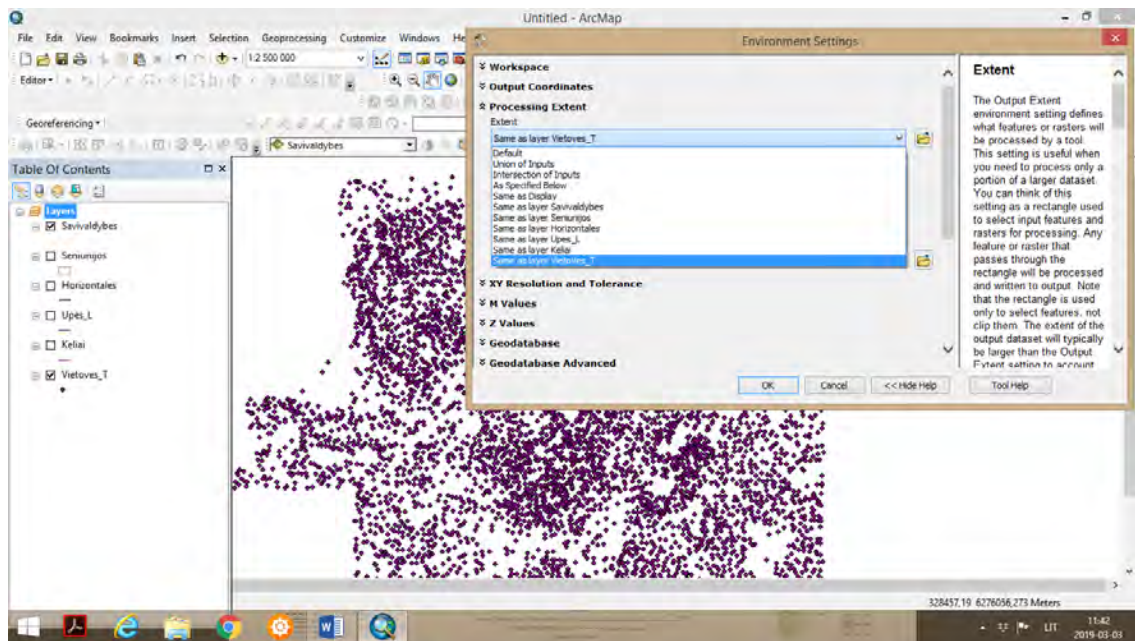 Untitled - ArcMap
File Edit View Bookmarks Insert Selection Geoprocessing Customize Windows He
1:2 500 000
Editor
Georeferencing
Savivaldybes
Table Of Contents
Layers
Savivaldybes
Seniunijos
Horizontales
Upes_L
Keliai
Vietoves_T
Environment Settings
Workspace
Output Coordinates
Processing Extent
Extent
Same as layer Vietoves_T
Default
Union of Inputs
Intersection of Inputs
As Specified Below
Same as Display
Same as layer Savivaldybes
Same as layer Seniunijos
Same as layer Horizontales
Same as layer Upes_L
Same as layer Keliai
Same as layer Vietoves_T
XY Resolution and Tolerance
M Values
Z Values
Geodatabase
Geodatabase Advanced
OK Cancel << Hide Help Tool Help
Extent
The Output Extent
environment setting defines
what features or rasters will
be processed by a tool.
This setting is useful when
you need to process only a
portion of a larger dataset.
You can think of this
setting as a rectangle used
to select input features and
rasters for processing. Any
feature or raster that
passes through the
rectangle will be processed
and written to output. Note
that the rectangle is used
only to select features, not
clip them. The extent of the
output dataset will typically
be larger than the Output
Extent setting to account
328457,19 6276056,273 Meters
LIT
11:42
2019-03-03